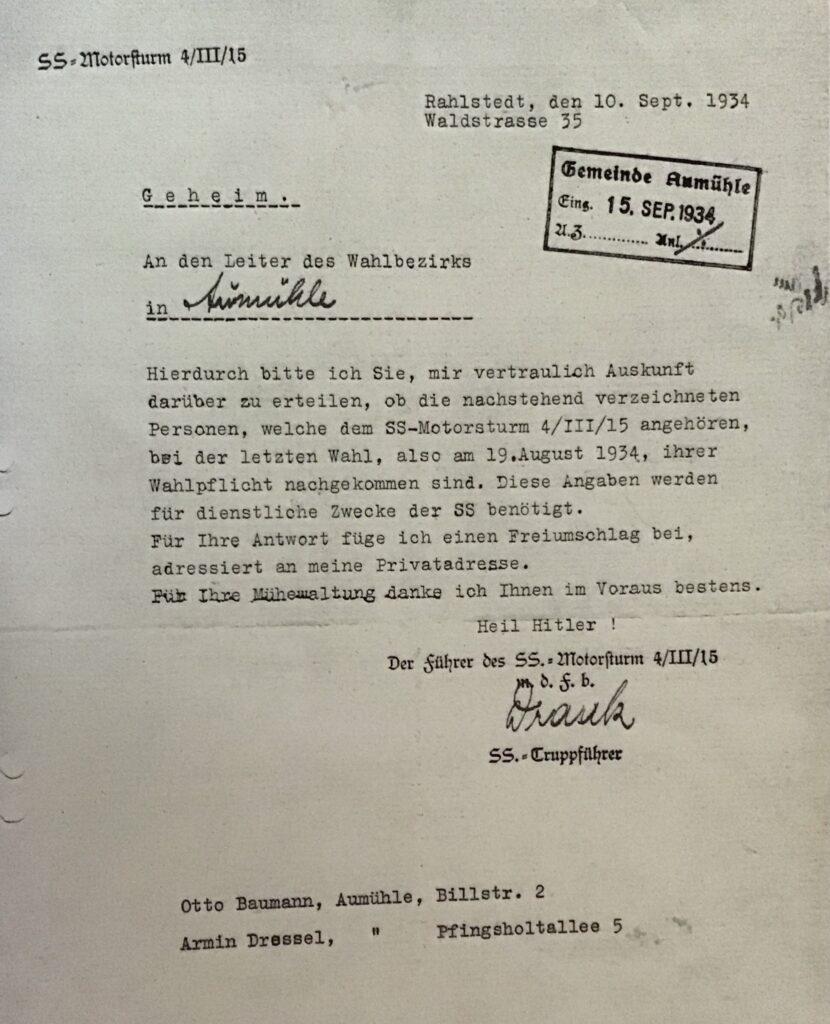 SS-Motorsturm 4/III/15
Rahlstedt, den 10. Sept. 1934
Waldstrasse 35
Gemeinde Aumühle
Eing. 15. SEP. 1934
A.Z. ............ Anl. ............
Geheim.
An den Leiter des Wahlbezirks
in Aumühle
Hierdurch bitte ich Sie, mir vertraulich Auskunft
darüber zu erteilen, ob die nachstehend verzeichneten
Personen, welche dem SS-Motorsturm 4/III/15 angehören,
bei der letzten Wahl, also am 19.August 1934, ihrer
Wahlpflicht nachgekommen sind. Diese Angaben werden
für dienstliche Zwecke der SS benötigt.
Für Ihre Antwort füge ich einen Freiumschlag bei,
adressiert an meine Privatadresse.
Für Ihre Mühewaltung danke ich Ihnen im Voraus bestens.
Heil Hitler !
Der Führer des SS.-Motorsturm 4/III/15
m. d. F. b.
SS.-Truppführer
Otto Baumann, Aumühle, Billstr. 2
Armin Dressel, " Pfingsholtallee 5